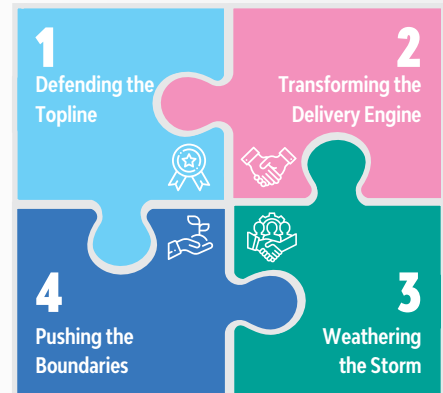 1
Defending the
Topline
2
Transforming the
Delivery Engine
4
Pushing the
Boundaries
3
Weathering
the Storm